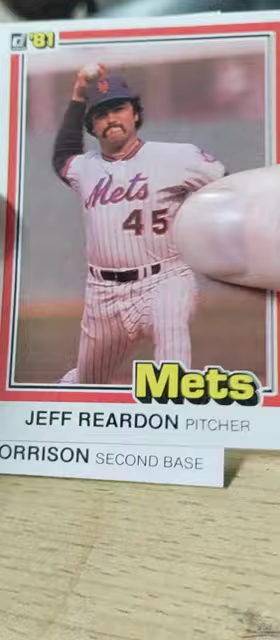 '81
Mets
45
Mets
JEFF REARDON PITCHER
ORRISON SECOND BASE